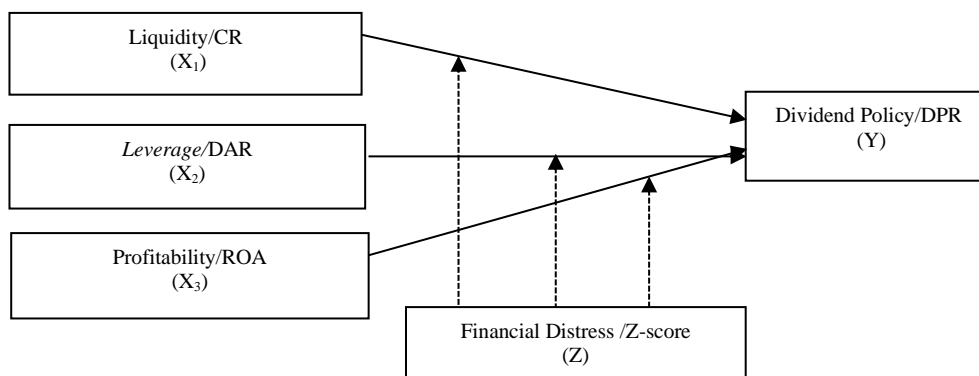 Liquidity/CR
(X₁)
Dividend Policy/DPR
(Y)
Leverage/DAR
(X₂)
Profitability/ROA
(X₃)
Financial Distress /Z-score
(Z)